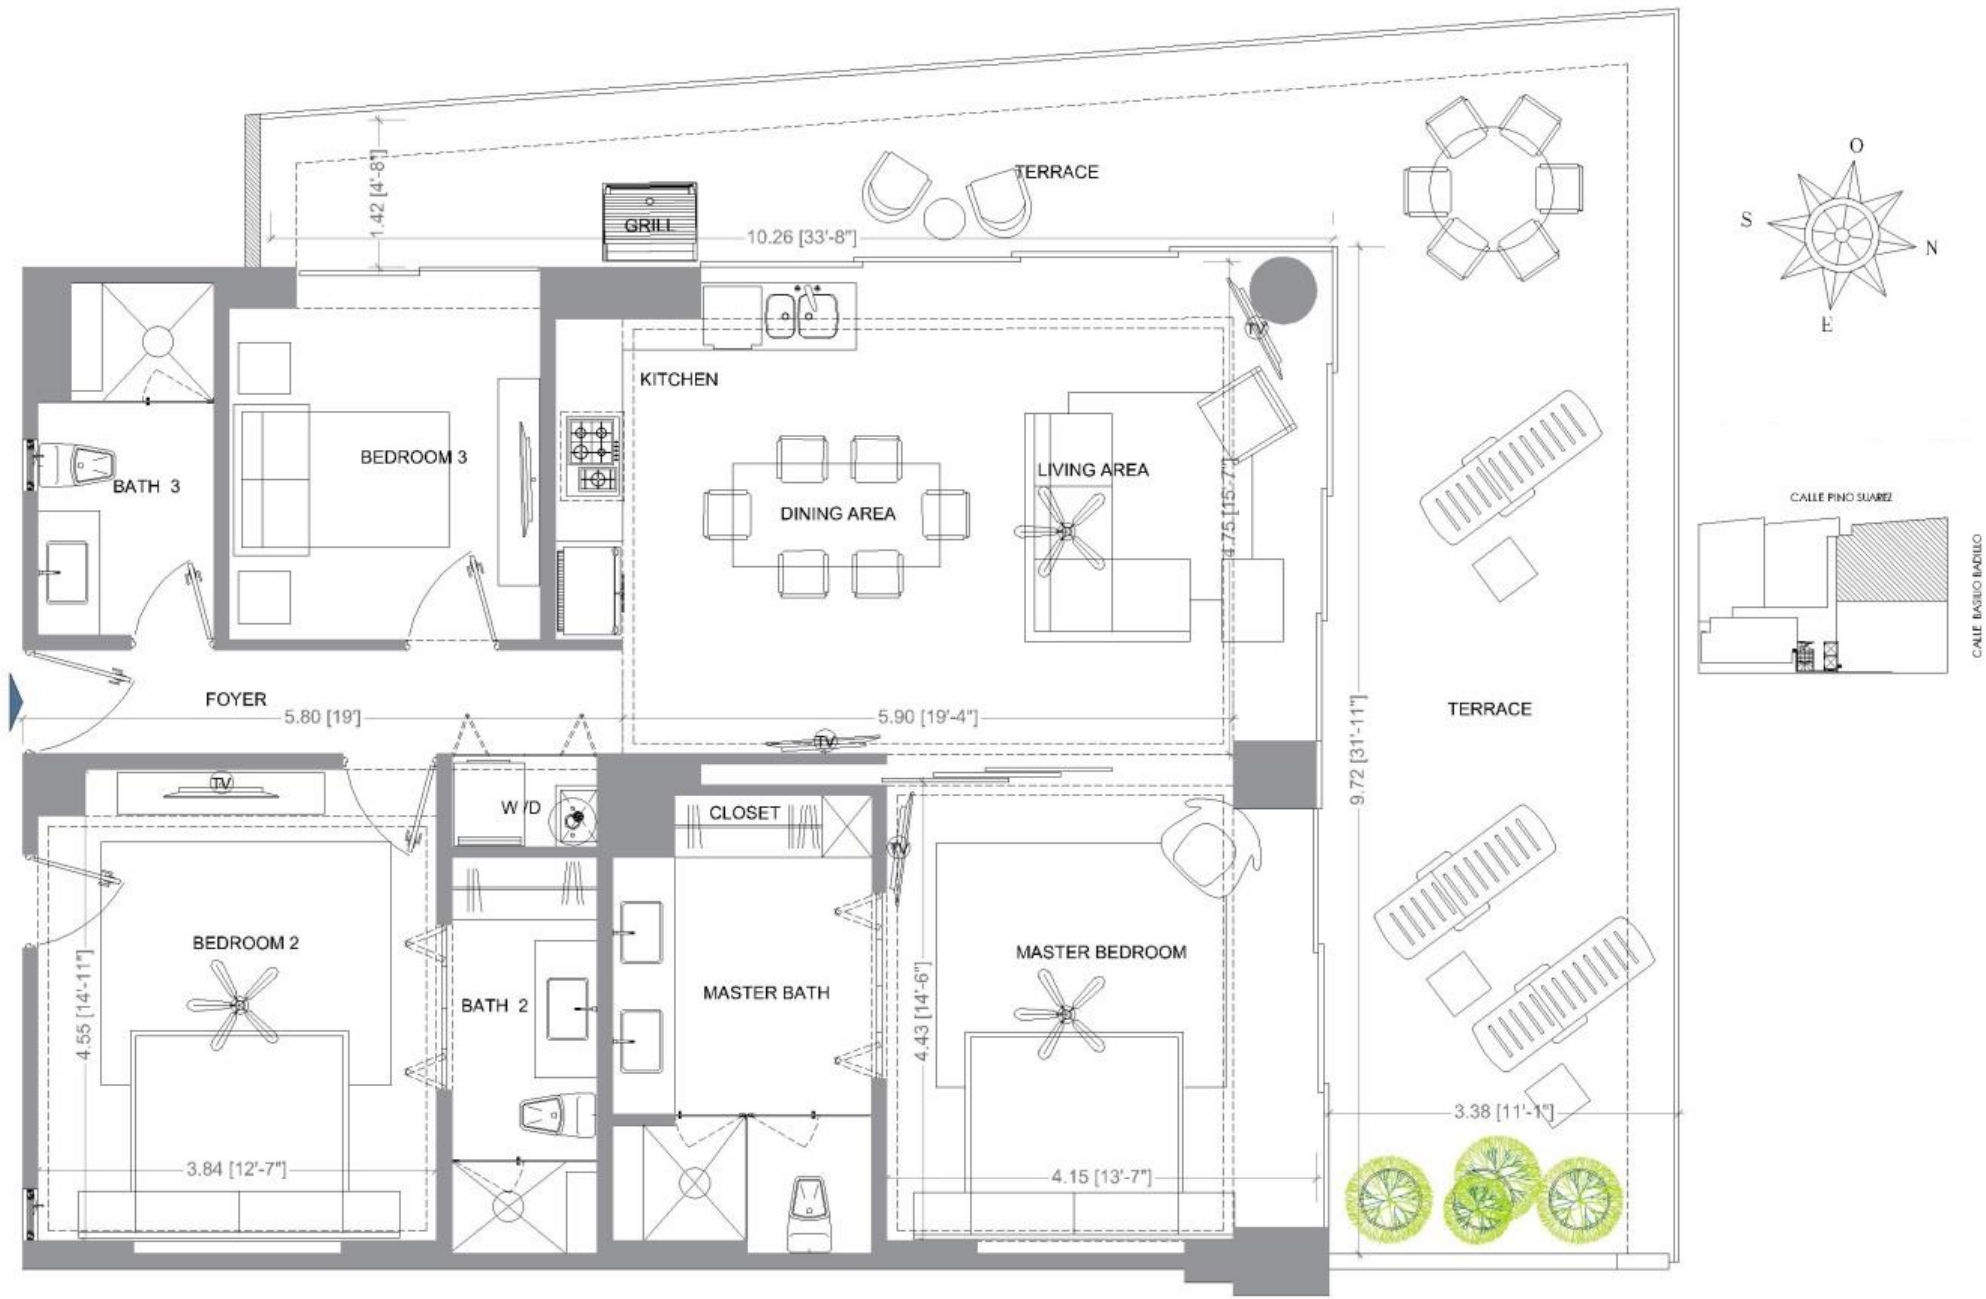 1.42 [4'-8"]
GRILL
TERRACE
10.26 [33'-8"]
O
S
N
E
TV
KITCHEN
BEDROOM 3
BATH 3
LIVING AREA
DINING AREA
4.75 [15'-7"]
CALLE PINO SUAREZ
CALLE BASILIO BADILLO
FOYER
5.80 [19']
5.90 [19'-4"]
TV
9.72 [31'-11"]
TERRACE
TV
W/D
CLOSET
TV
BEDROOM 2
4.55 [14'-11"]
BATH 2
MASTER BATH
4.43 [14'-6"]
MASTER BEDROOM
3.38 [11'-1"]
3.84 [12'-7"]
4.15 [13'-7"]